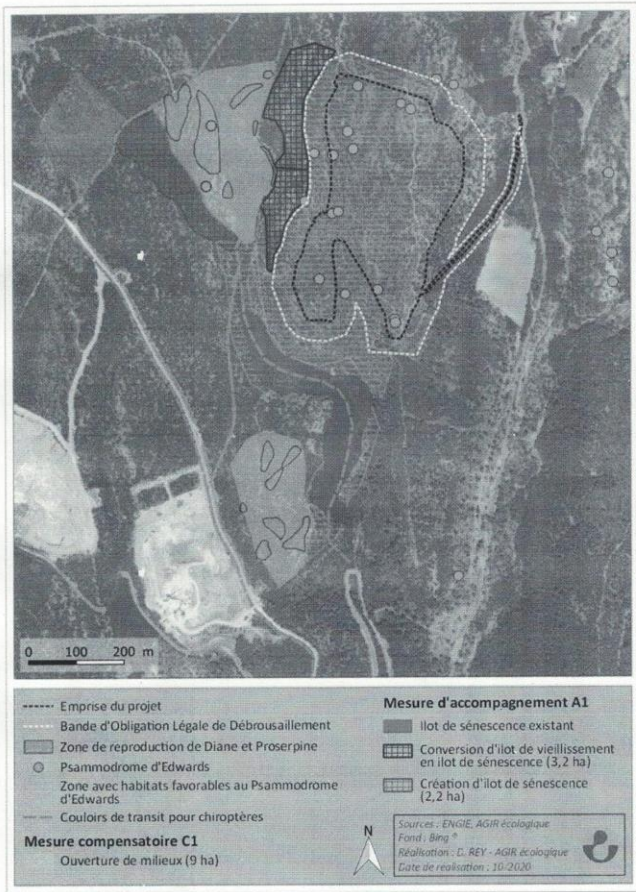 0 100 200 m
Emprise du projet
Bande d'Obligation Légale de Débrousaillement
Zone de reproduction de Diane et Proserpine
Psammodrome d'Edwards
Zone avec habitats favorables au Psammodrome
d'Edwards
Couloirs de transit pour chiroptères
Mesure compensatoire C1
Ouverture de milieux (9 ha)
Mesure d'accompagnement A1
Ilot de sénescence existant
Conversion d'ilot de vieillissement
en ilot de sénescence (3,2 ha)
Création d'ilot de sénescence
(2,2 ha)
N
Sources : ENGIE, AGIR écologique
Fond : Bing ®
Réalisation : D. REY - AGIR écologique
Date de réalisation : 10-2020